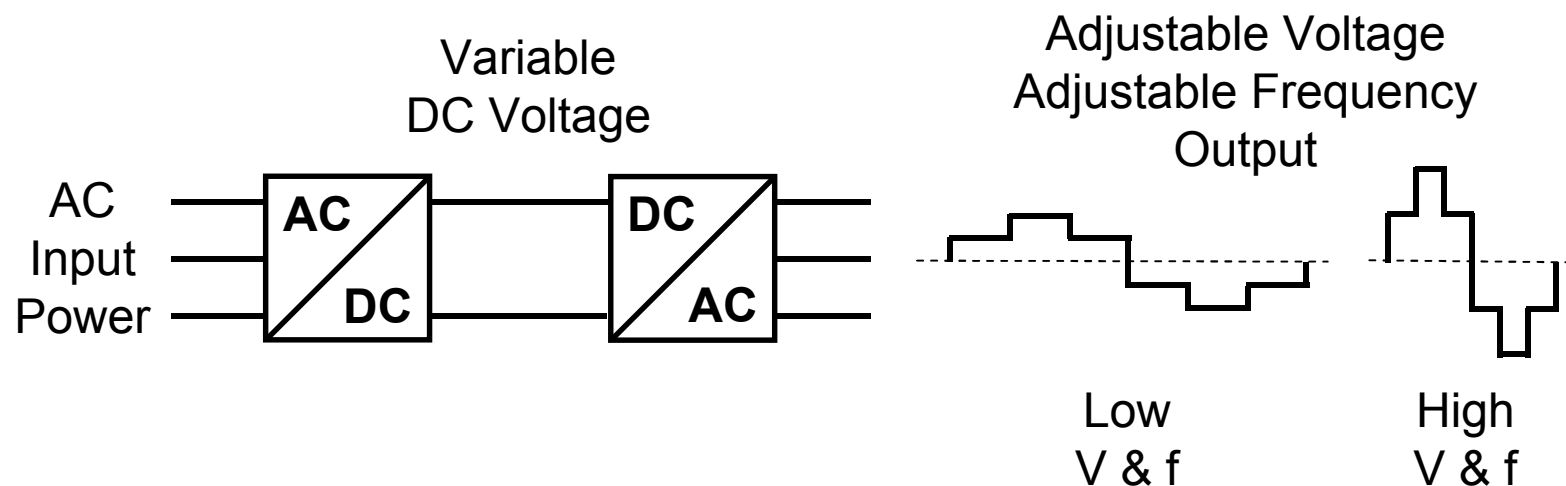 Variable
DC Voltage
Adjustable Voltage
Adjustable Frequency
Output
AC
Input
Power
AC
DC
DC
AC
Low
V & f
High
V & f